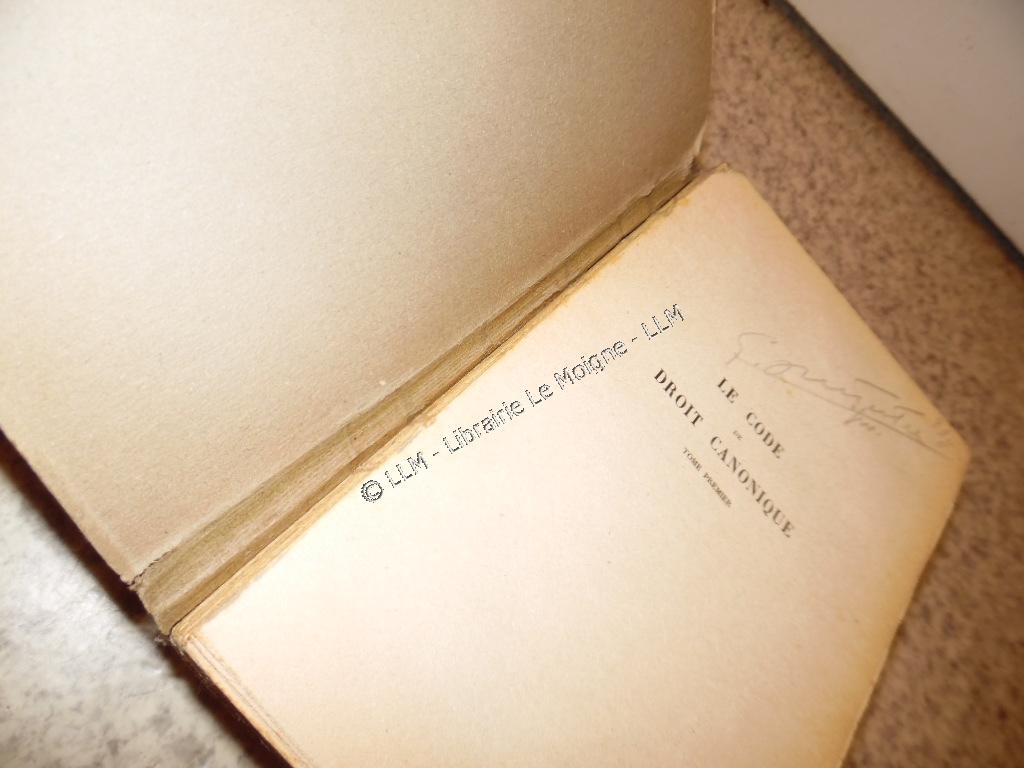 © LLM - Librairie Le Moigne - LLM
LE CODE
DE
DROIT CANONIQUE
TOME PREMIER